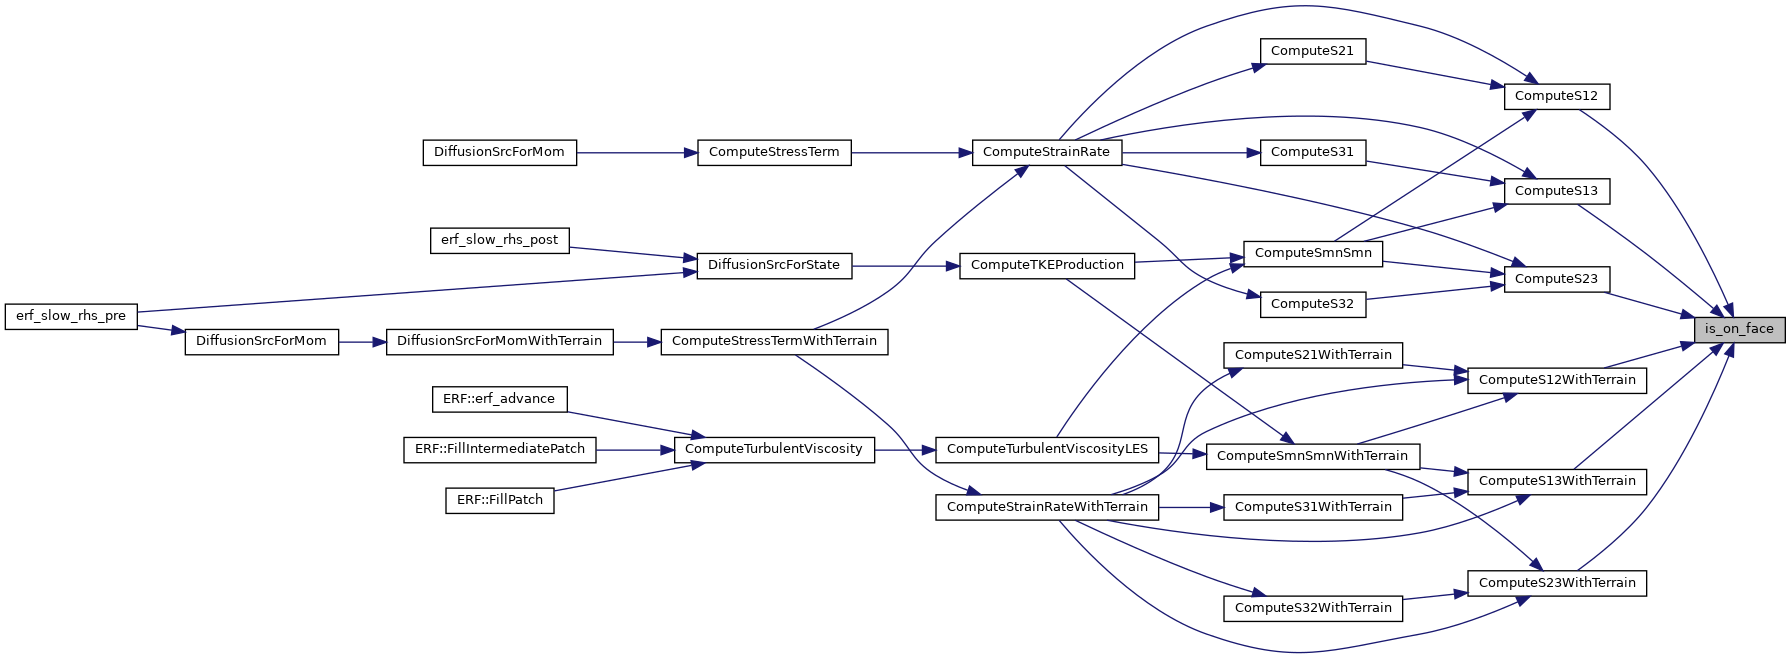 ComputeS21
ComputeS12
DiffusionSrcForMom
ComputeStressTerm
ComputeStrainRate
ComputeS31
ComputeS13
erf_slow_rhs_post
DiffusionSrcForState
ComputeTKEProduction
ComputeSmnSmn
ComputeS23
ComputeS32
erf_slow_rhs_pre
is_on_face
DiffusionSrcForMom
DiffusionSrcForMomWithTerrain
ComputeStressTermWithTerrain
ComputeS21WithTerrain
ComputeS12WithTerrain
ERF::erf_advance
ERF::FillIntermediatePatch
ComputeTurbulentViscosity
ComputeTurbulentViscosityLES
ComputeSmnSmnWithTerrain
ComputeS13WithTerrain
ERF::FillPatch
ComputeStrainRateWithTerrain
ComputeS31WithTerrain
ComputeS23WithTerrain
ComputeS32WithTerrain